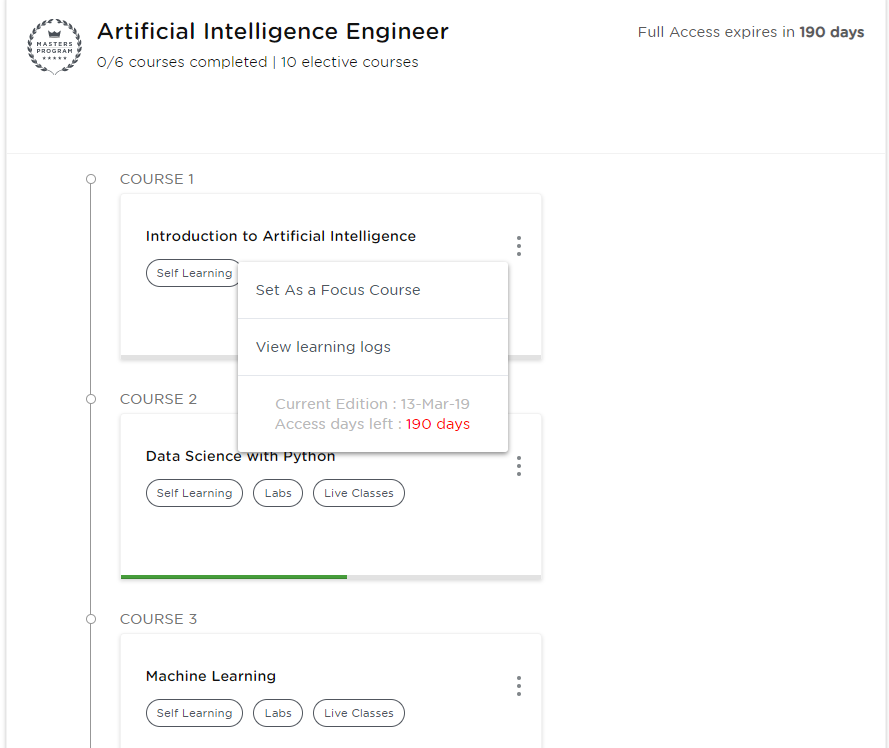 MASTERS
PROGRAM
Artificial Intelligence Engineer
0/6 courses completed | 10 elective courses
Full Access expires in 190 days
COURSE 1
Introduction to Artificial Intelligence
Self Learning
Set As a Focus Course
View learning logs
Current Edition : 13-Mar-19
Access days left : 190 days
COURSE 2
Data Science with Python
Self Learning
Labs
Live Classes
COURSE 3
Machine Learning
Self Learning
Labs
Live Classes